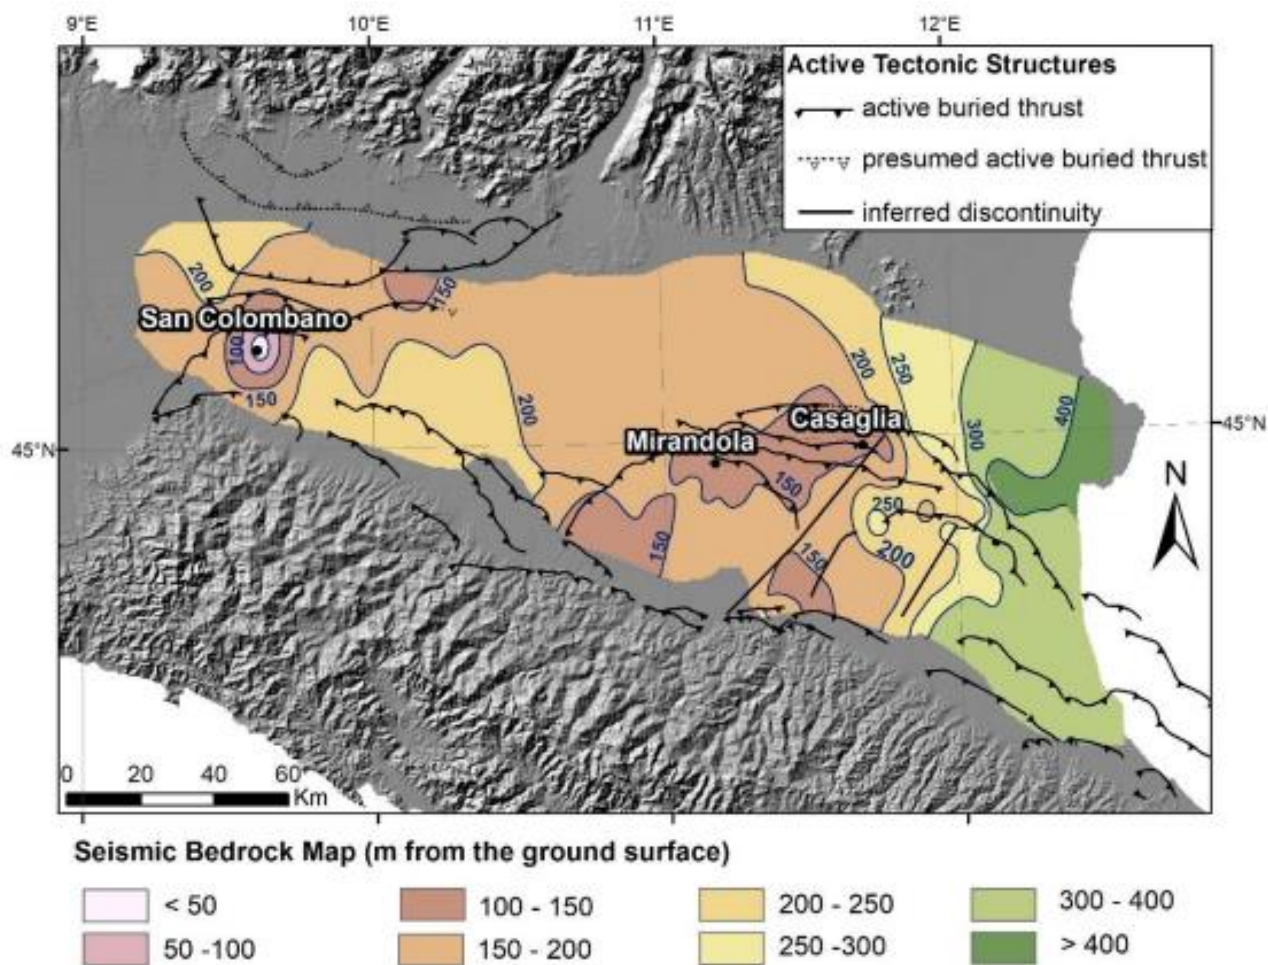 9°E 10°E 11°E 12°E
Active Tectonic Structures
active buried thrust
presumed active buried thrust
inferred discontinuity
200
150
San Colombano
100
150
200
200
250
300
400
45°N
45°N
Casaglia
Mirandola
150
150
250
200
150
N
0 20 40 60
Km
Seismic Bedrock Map (m from the ground surface)
< 50 100 - 150 200 - 250 300 - 400
50 -100 150 - 200 250 -300 > 400